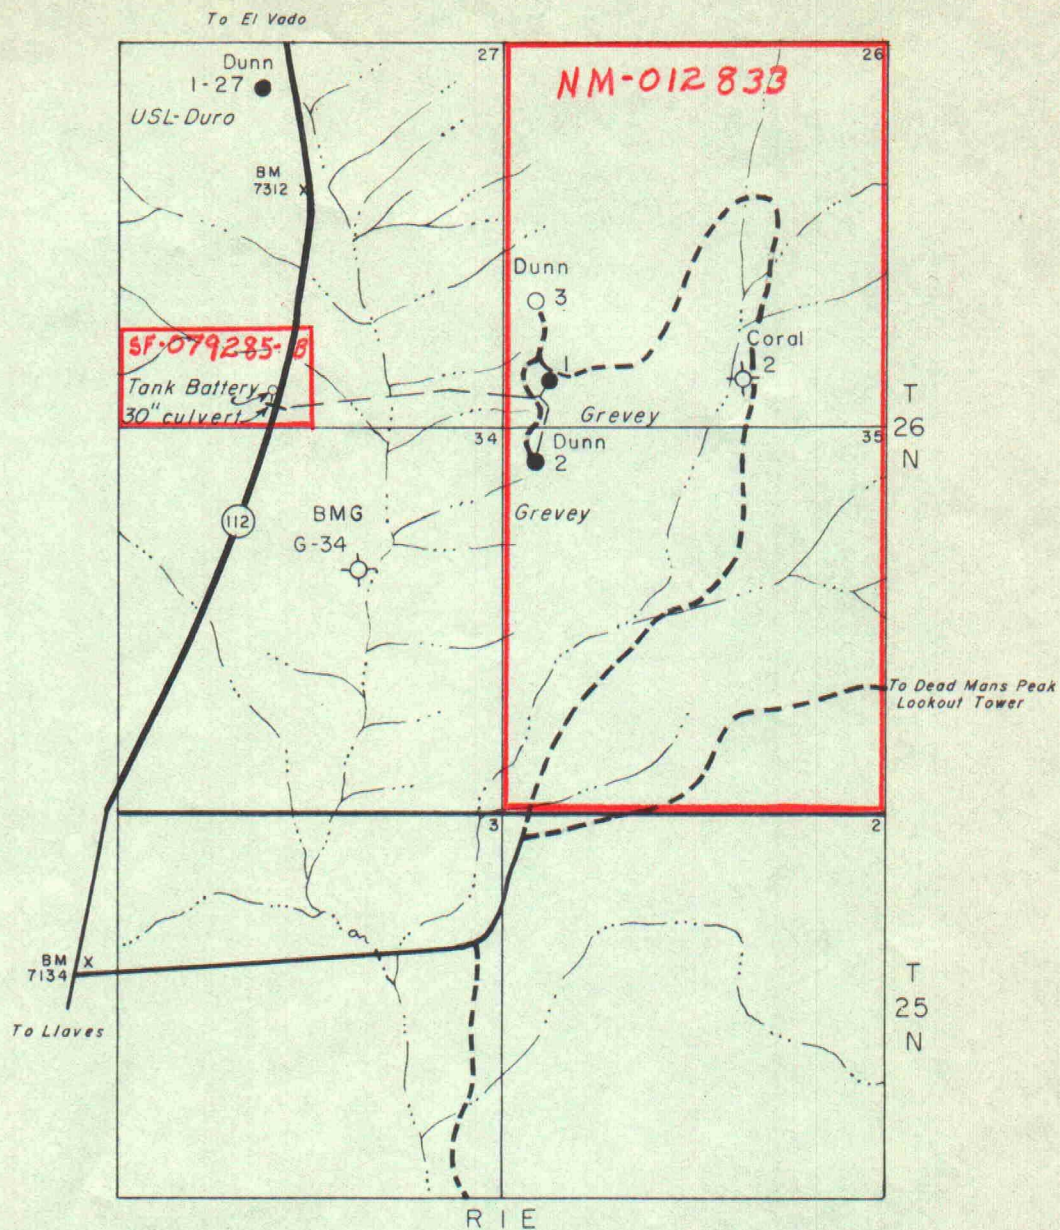 To El Vado
27
26
Dunn
1-27
USL-Duro
NM-012833
BM
7312 X
Dunn
3
SF-079285-B
Tank Battery
30" culvert
1
Coral
2
Grevey
T
26
N
34
35
Dunn
2
112
BMG
G-34
Grevey
To Dead Mans Peak
Lookout Tower
3
2
BM X
7134
To Llaves
T
25
N
R I E